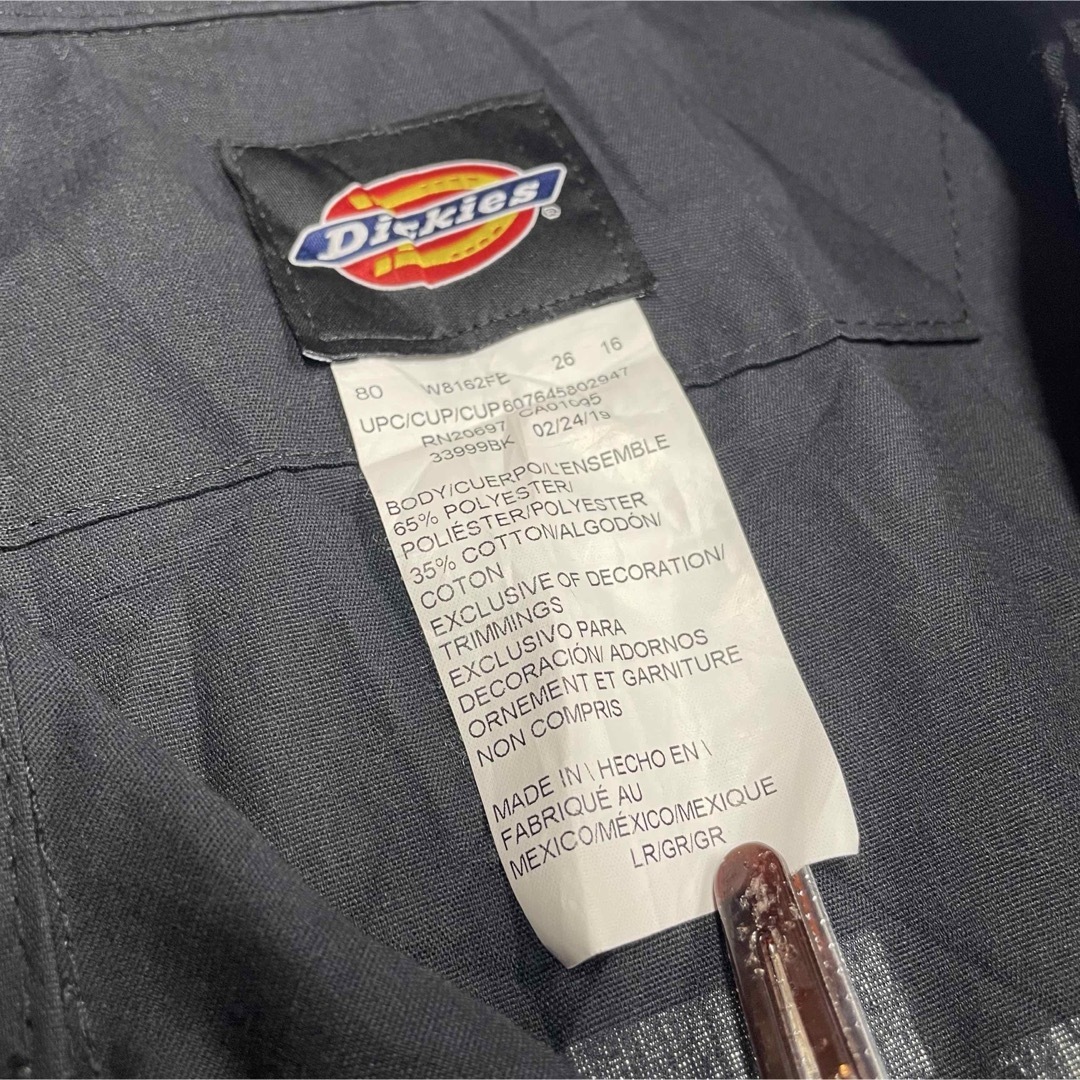 Dickies®
80 W8162FE 26 16
UPC/CUP/CUP 607645802947
RN20697 CA01095
33999BK 02/24/19
BODY/CUERPO/L'ENSEMBLE
65% POLYESTER/
POLIÉSTER/POLYESTER
35% COTTON/ALGODÓN/
COTON
EXCLUSIVE OF DECORATION/
TRIMMINGS
EXCLUSIVO PARA
DECORACIÓN/ ADORNOS
ORNEMENT ET GARNITURE
NON COMPRIS
MADE IN \ HECHO EN \
FABRIQUÉ AU
MEXICO/MÉXICO/MEXIQUE
LR/GR/GR